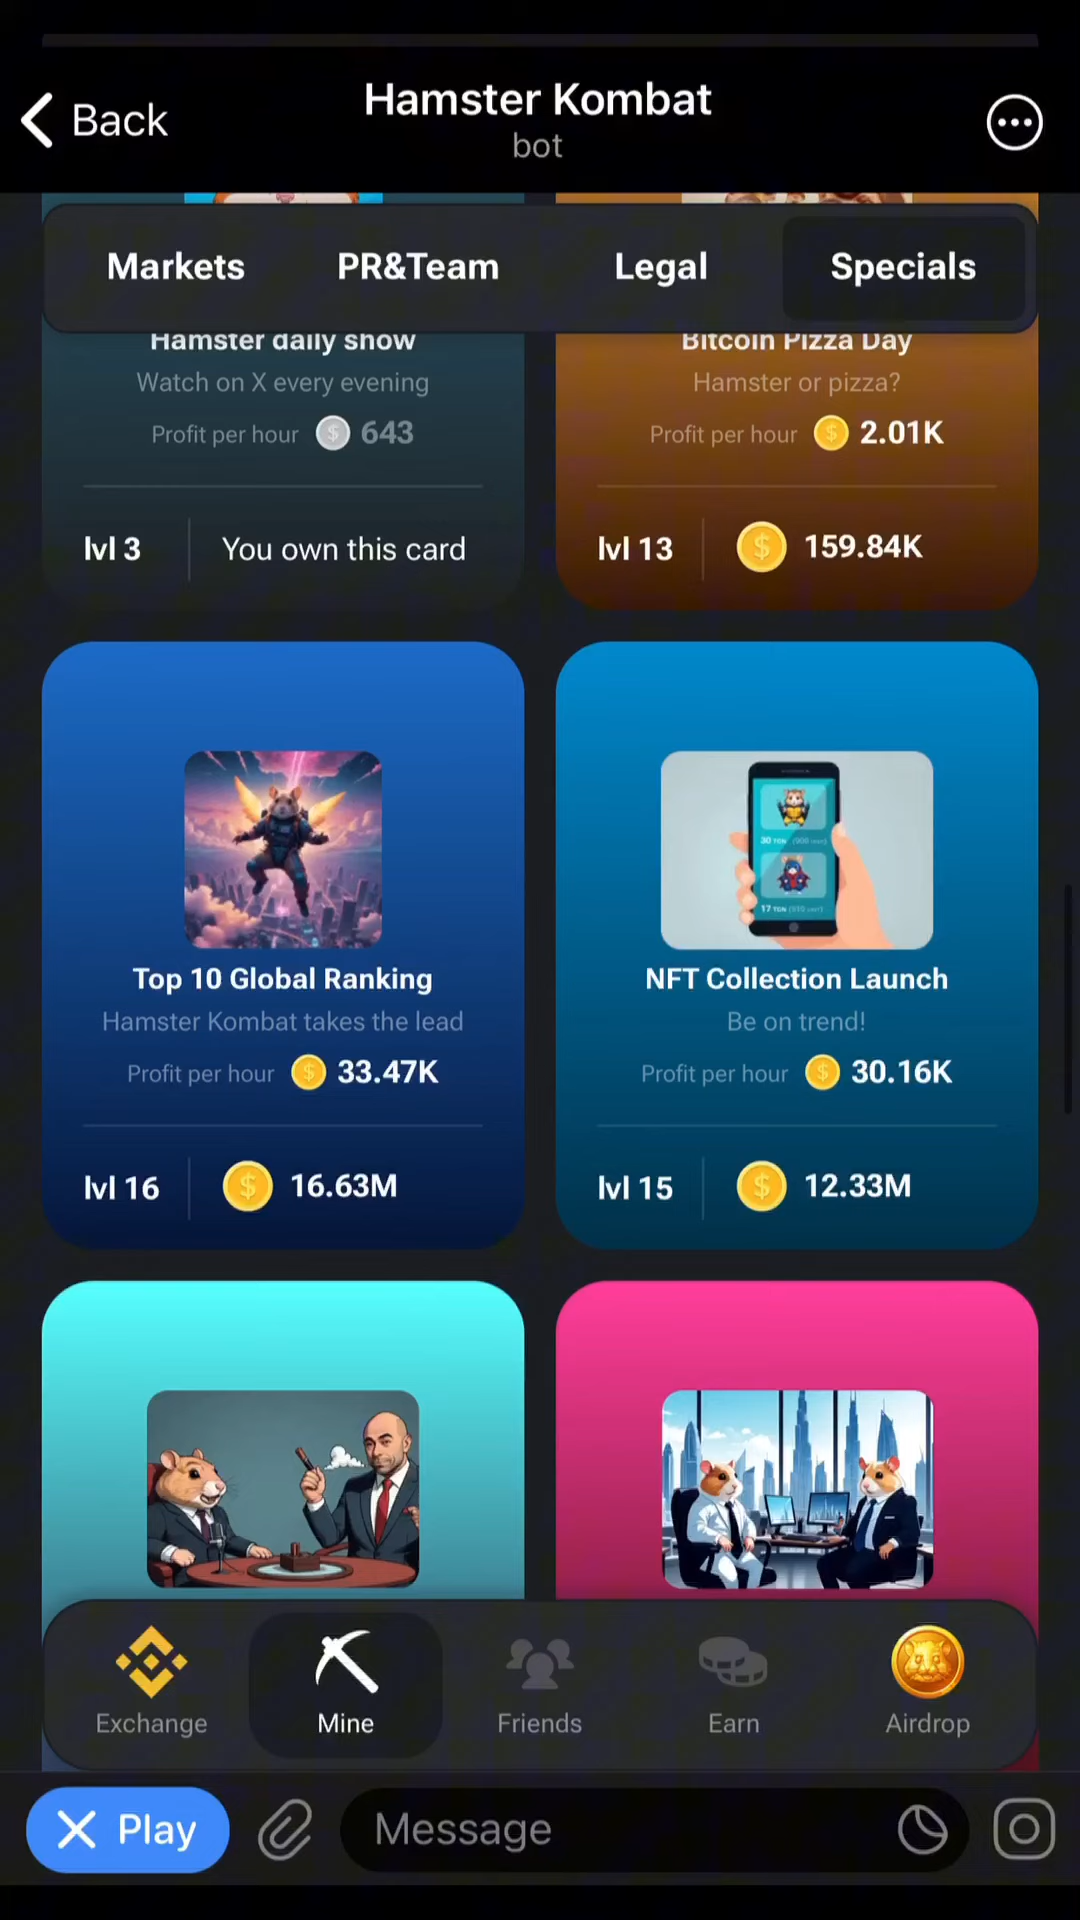 Back
Hamster Kombat
bot
Markets
PR&Team
Legal
Specials
Hamster daily show
Watch on X every evening
Profit per hour 643
lvl 3
You own this card
Bitcoin Pizza Day
Hamster or pizza?
Profit per hour 2.01K
lvl 13
159.84K
30 TON
17 TON
Top 10 Global Ranking
Hamster Kombat takes the lead
Profit per hour 33.47K
lvl 16
16.63M
NFT Collection Launch
Be on trend!
Profit per hour 30.16K
lvl 15
12.33M
Exchange
Mine
Friends
Earn
Airdrop
Play
Message